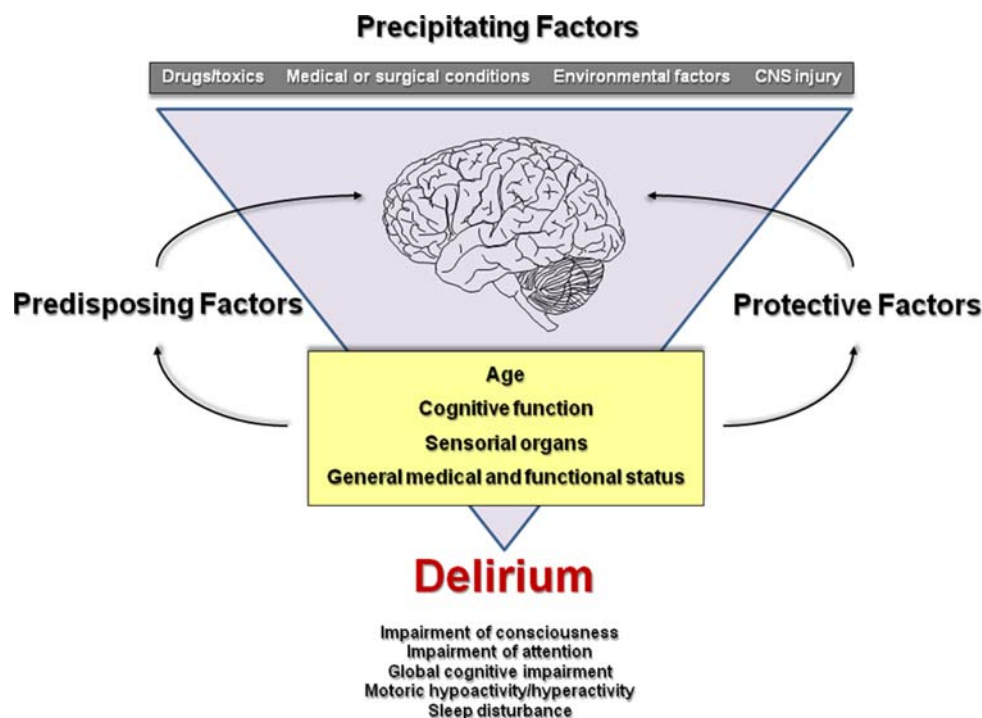 Precipitating Factors
Drugs/toxics Medical or surgical conditions Environmental factors CNS injury
Predisposing Factors
Protective Factors
Age
Cognitive function
Sensorial organs
General medical and functional status
Delirium
Impairment of consciousness
Impairment of attention
Global cognitive impairment
Motoric hypoactivity/hyperactivity
Sleep disturbance